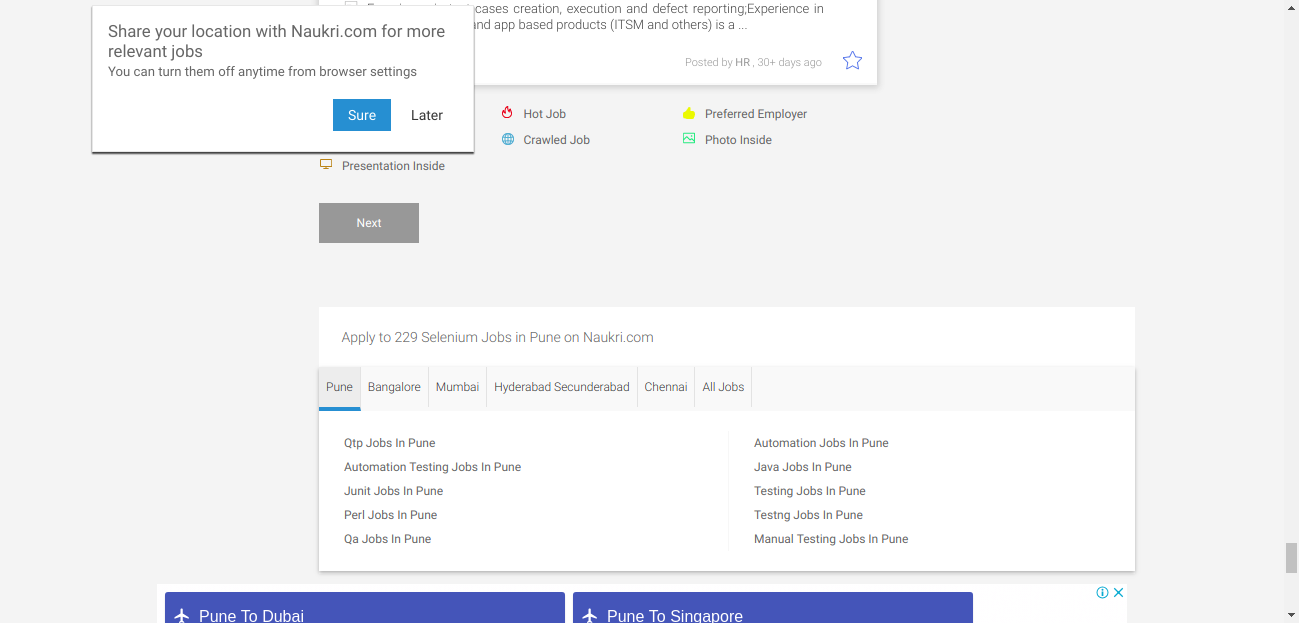 Share your location with Naukri.com for more
relevant jobs
You can turn them off anytime from browser settings
Sure
Later
cases creation, execution and defect reporting;Experience in
and app based products (ITSM and others) is a ...
Posted by HR , 30+ days ago
Hot Job
Preferred Employer
Crawled Job
Photo Inside
Presentation Inside
Next
Apply to 229 Selenium Jobs in Pune on Naukri.com
Pune
Bangalore
Mumbai
Hyderabad Secunderabad
Chennai
All Jobs
Qtp Jobs In Pune
Automation Testing Jobs In Pune
Junit Jobs In Pune
Perl Jobs In Pune
Qa Jobs In Pune
Automation Jobs In Pune
Java Jobs In Pune
Testing Jobs In Pune
Testng Jobs In Pune
Manual Testing Jobs In Pune
Pune To Dubai
Pune To Singapore